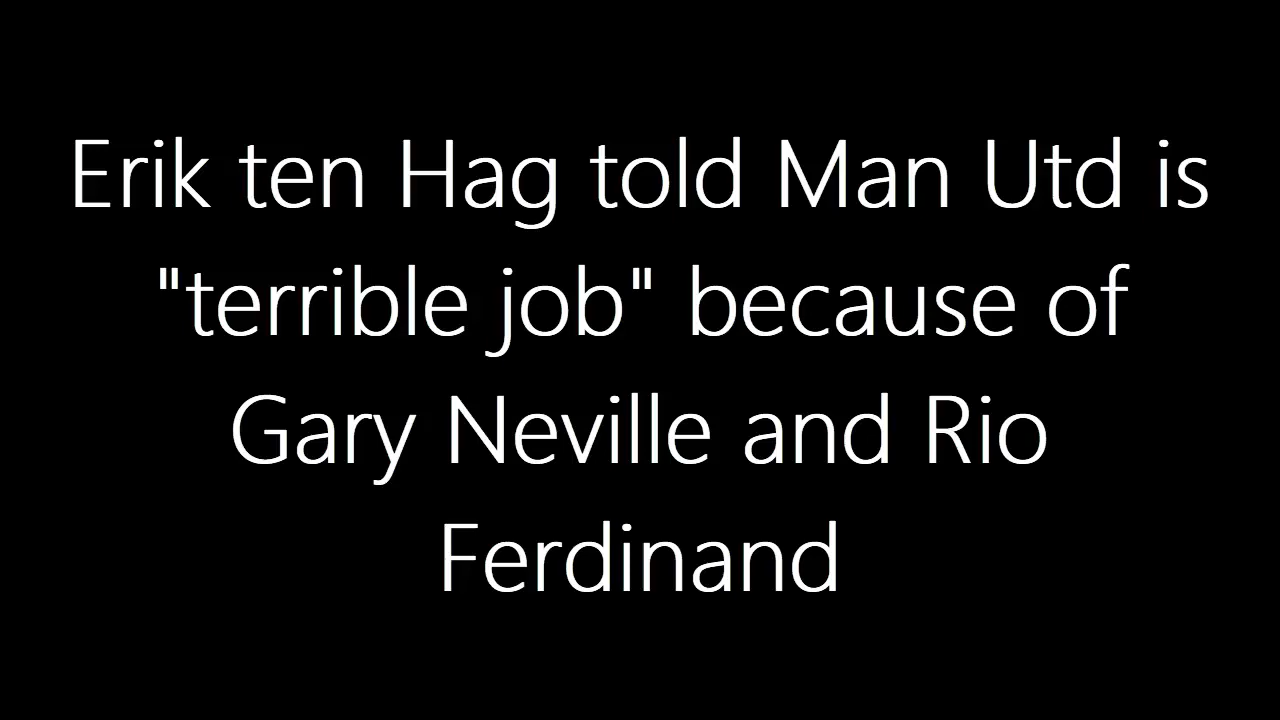 Erik ten Hag told Man Utd is
"terrible job" because of
Gary Neville and Rio
Ferdinand